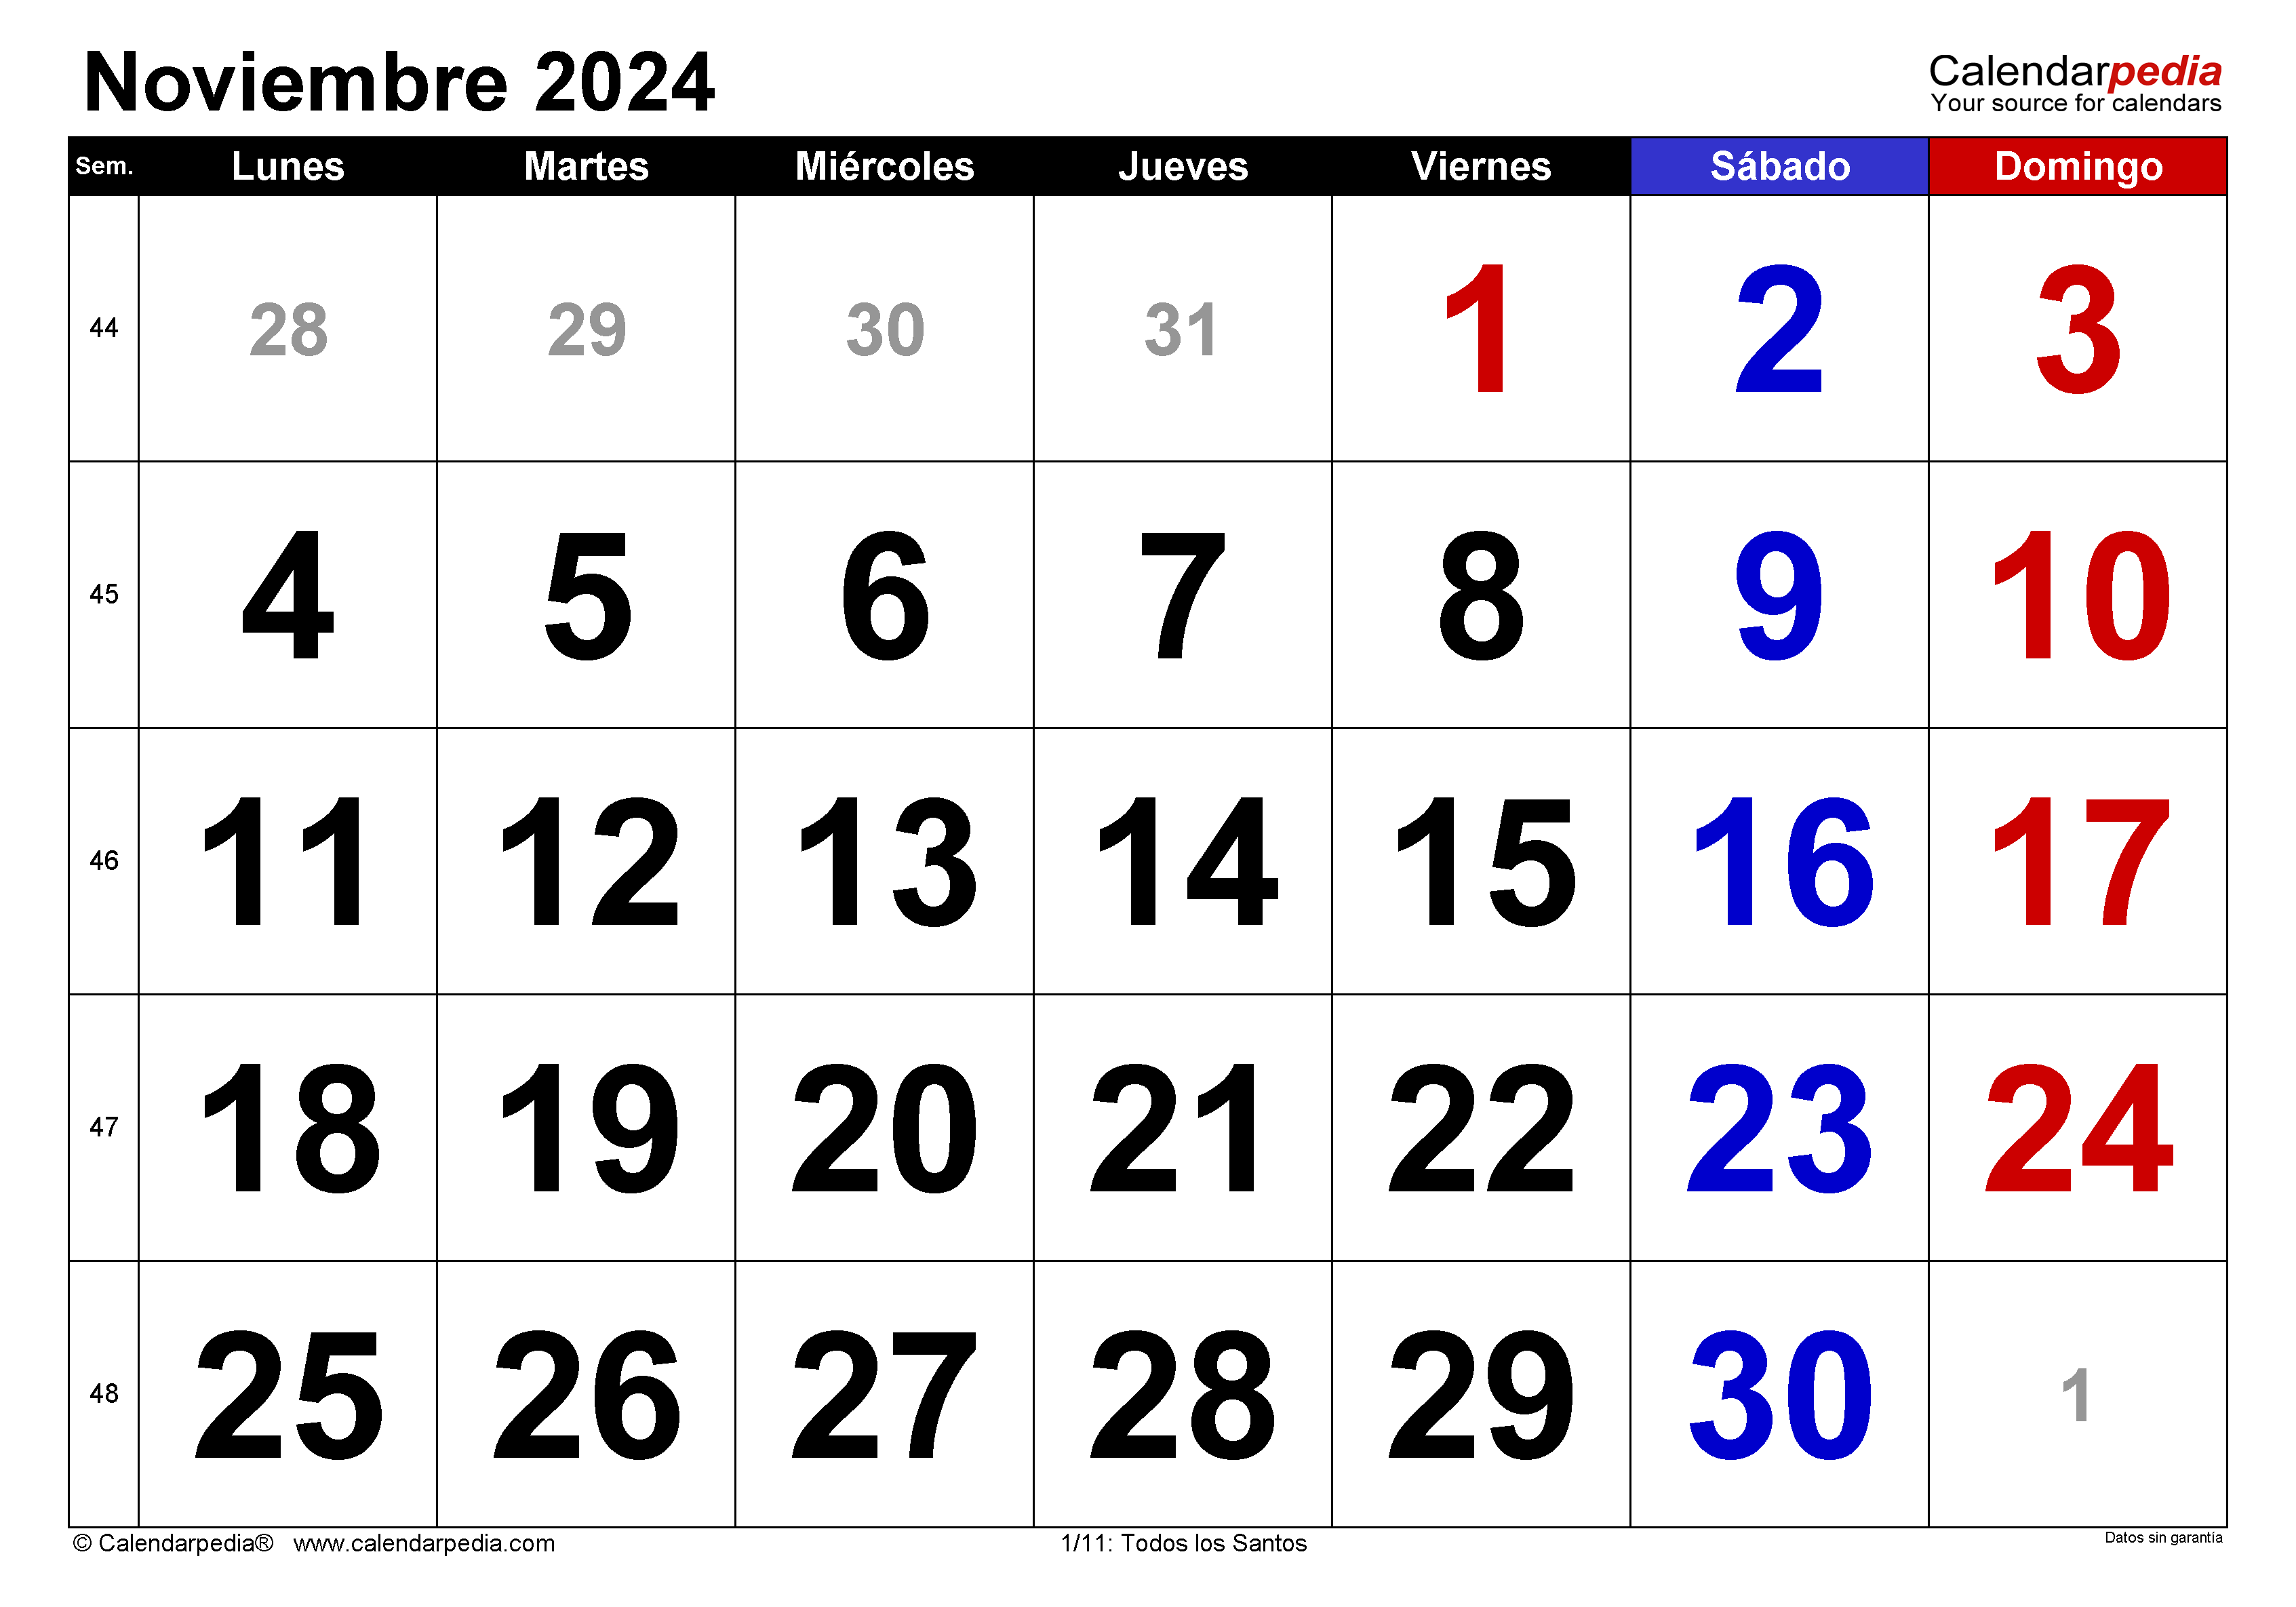 Noviembre 2024
Calendarpedia
Your source for calendars
Sem. Lunes Martes Miércoles Jueves Viernes Sábado Domingo
44 28 29 30 31 1 2 3
45 4 5 6 7 8 9 10
46 11 12 13 14 15 16 17
47 18 19 20 21 22 23 24
48 25 26 27 28 29 30 1
© Calendarpedia® www.calendarpedia.com 1/11: Todos los Santos Datos sin garantía